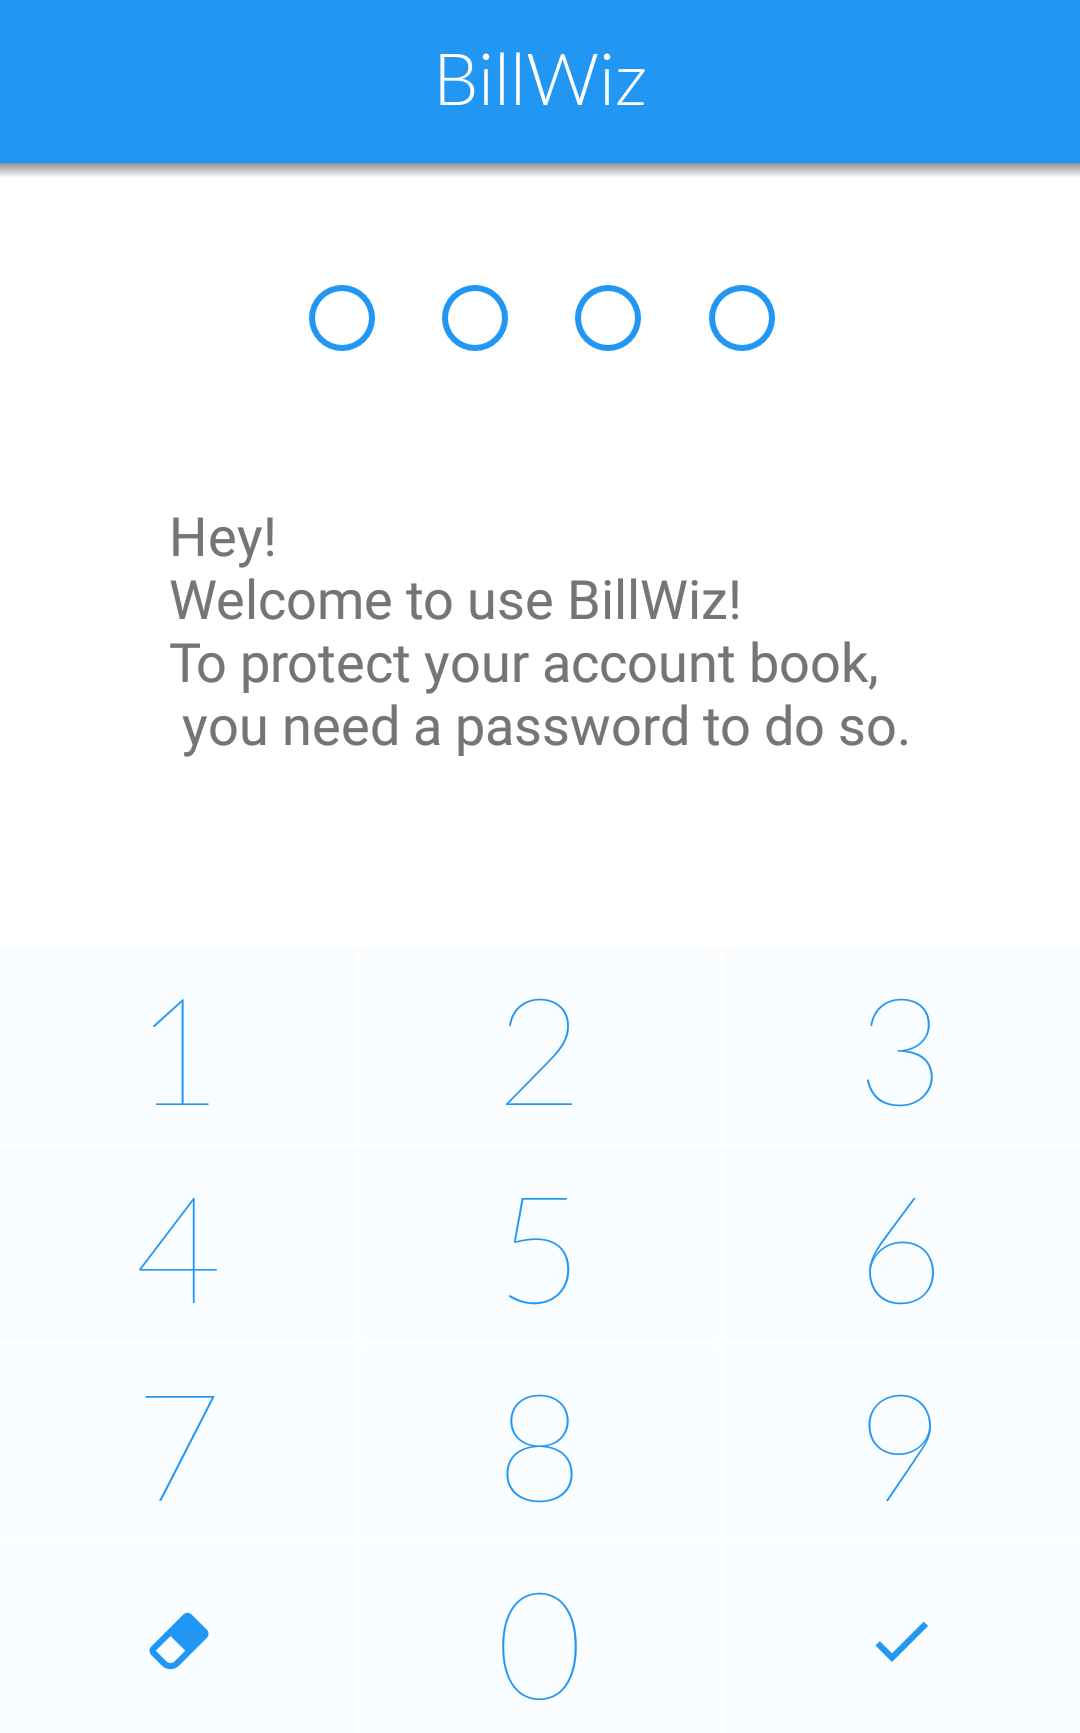 BillWiz
Hey!
Welcome to use BillWiz!
To protect your account book,
you need a password to do so.
1 2 3
4 5 6
7 8 9
0